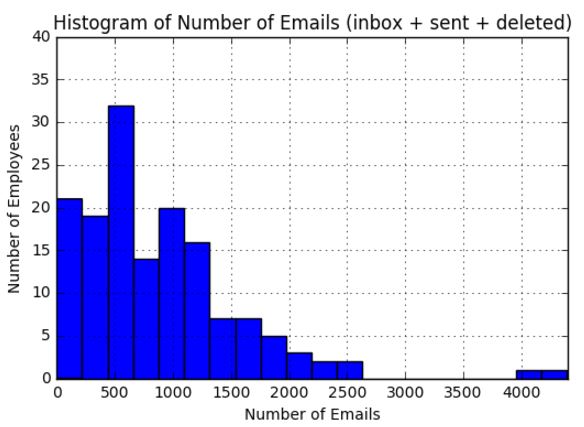 Histogram of Number of Emails (inbox + sent + deleted)
40
35
30
25
20
15
10
5
0
Number of Employees
0 500 1000 1500 2000 2500 3000 3500 4000
Number of Emails